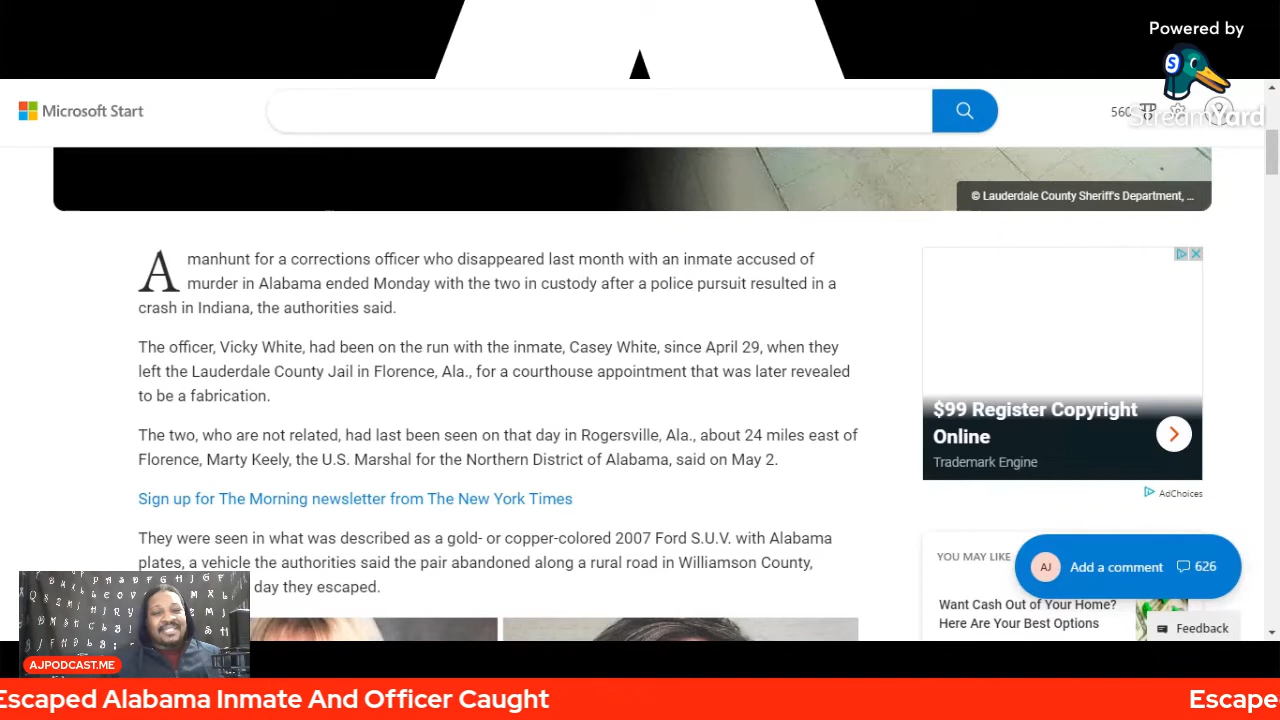 Powered by
StreamYard
Microsoft Start
560
© Lauderdale County Sheriff's Department, ...
A manhunt for a corrections officer who disappeared last month with an inmate accused of
murder in Alabama ended Monday with the two in custody after a police pursuit resulted in a
crash in Indiana, the authorities said.
The officer, Vicky White, had been on the run with the inmate, Casey White, since April 29, when they
left the Lauderdale County Jail in Florence, Ala., for a courthouse appointment that was later revealed
to be a fabrication.
The two, who are not related, had last been seen on that day in Rogersville, Ala., about 24 miles east of
Florence, Marty Keely, the U.S. Marshal for the Northern District of Alabama, said on May 2.
Sign up for The Morning newsletter from The New York Times
They were seen in what was described as a gold- or copper-colored 2007 Ford S.U.V. with Alabama
plates, a vehicle the authorities said the pair abandoned along a rural road in Williamson County,
day they escaped.
$99 Register Copyright
Online
Trademark Engine
AdChoices
YOU MAY LIKE
AJ Add a comment 626
Want Cash Out of Your Home?
Here Are Your Best Options
Feedback
AJPODCAST.ME
Escaped Alabama Inmate And Officer Caught
Escape